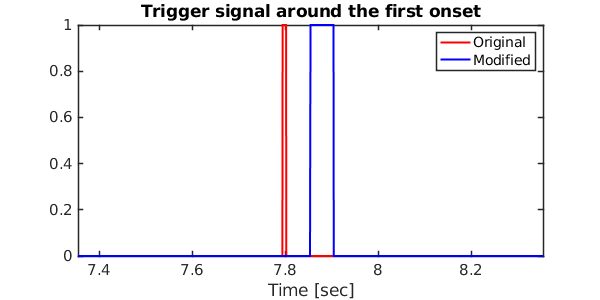 Trigger signal around the first onset
1
0.8
0.6
0.4
0.2
0
Original
Modified
7.4 7.6 7.8 8 8.2
Time [sec]